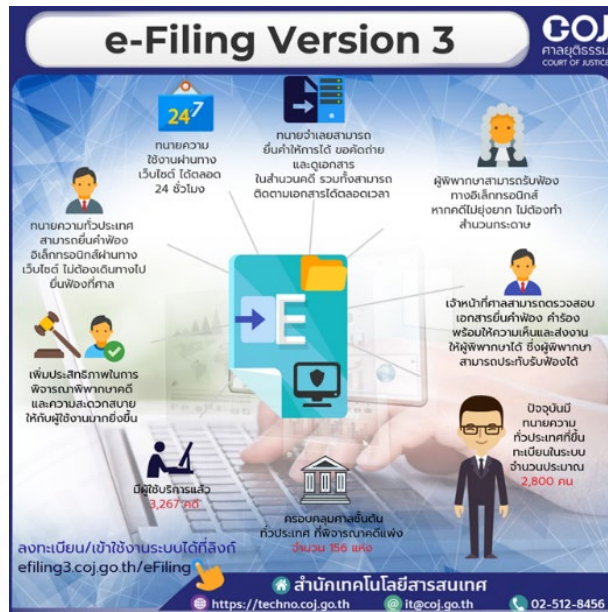 e-Filing Version 3
COJ
ศาลยุติธรรม
COURT OF JUSTICE
24/7
ทนายความ
ใช้งานผ่านทาง
เว็บไซต์ ได้ตลอด
24 ชั่วโมง
ทนายจำเลยสามารถ
ยื่นคำให้การได้ ขอคัดถ่าย
และดูเอกสาร
ในสำนวนคดี รวมทั้งสามารถ
ติดตามเอกสารได้ตลอดเวลา
ผู้พิพากษาสามารถรับฟ้อง
ทางอิเล็กทรอนิกส์
หากคดีไม่ยุ่งยาก ไม่ต้องทำ
สำนวนกระดาษ
ทนายความทั่วประเทศ
สามารถยื่นคำฟ้อง
อิเล็กทรอนิกส์ผ่านทาง
เว็บไซต์ ไม่ต้องเดินทางไป
ยื่นฟ้องที่ศาล
E
เจ้าหน้าที่ศาลสามารถตรวจสอบ
เอกสารยื่นคำฟ้อง คำร้อง
พร้อมให้ความเห็นและส่งงาน
ให้ผู้พิพากษาได้ ซึ่งผู้พิพากษา
สามารถประทับรับฟ้องได้
เพิ่มประสิทธิภาพในการ
พิจารณาพิพากษาคดี
และความสะดวกสบาย
ให้กับผู้ใช้งานมากยิ่งขึ้น
ปัจจุบันมี
ทนายความ
ทั่วประเทศที่ขึ้น
ทะเบียนในระบบ
จำนวนประมาณ
2,800 คน
มีผู้ใช้บริการแล้ว
3,267 คดี
ครอบคลุมศาลชั้นต้น
ทั่วประเทศ ที่พิจารณาคดีแพ่ง
จำนวน 156 แห่ง
ลงทะเบียน/เข้าใช้งานระบบได้ที่ลิงก์
efiling3.coj.go.th/eFiling
สำนักเทคโนโลยีสารสนเทศ
https://techno.coj.go.th
it@coj.go.th
02-512-8456